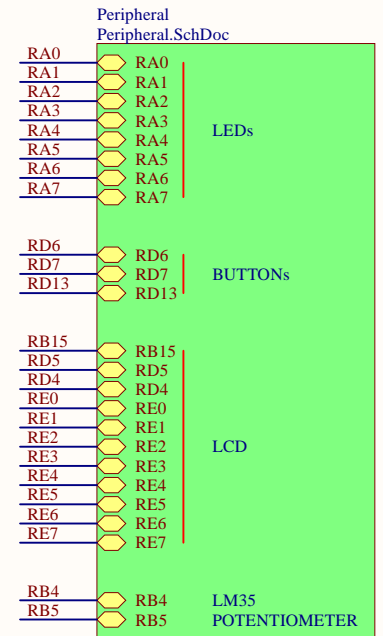 Peripheral
Peripheral.SchDoc
RA0 RA0
RA1 RA1
RA2 RA2
RA3 RA3
RA4 RA4 LEDs
RA5 RA5
RA6 RA6
RA7 RA7
RD6 RD6
RD7 RD7 BUTTONs
RD13 RD13
RB15 RB15
RD5 RD5
RD4 RD4
RE0 RE0
RE1 RE1
RE2 RE2 LCD
RE3 RE3
RE4 RE4
RE5 RE5
RE6 RE6
RE7 RE7
RB4 RB4 LM35
RB5 RB5 POTENTIOMETER